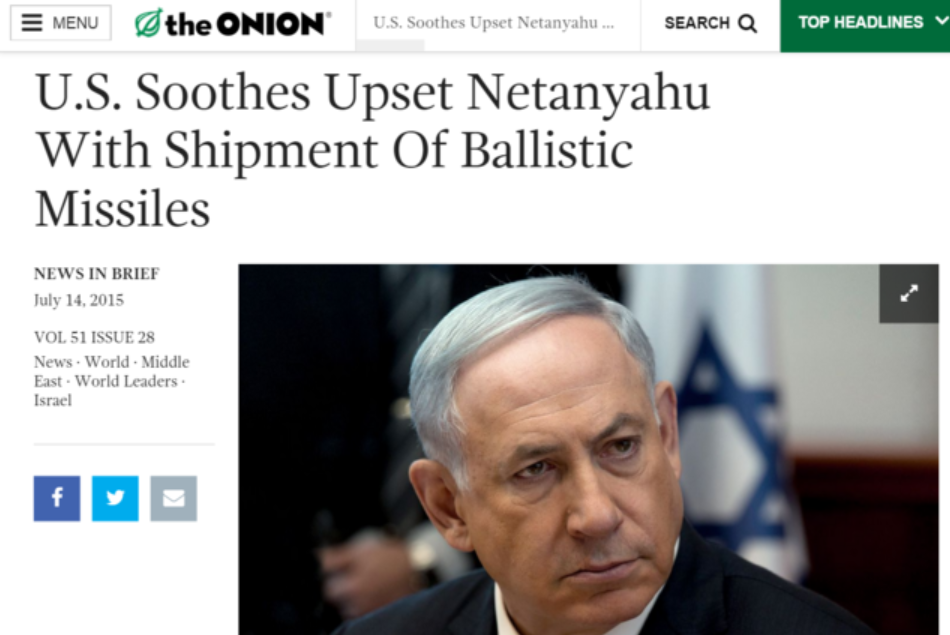 MENU
the ONION®
U.S. Soothes Upset Netanyahu ...
SEARCH
TOP HEADLINES
U.S. Soothes Upset Netanyahu
With Shipment Of Ballistic
Missiles
NEWS IN BRIEF
July 14, 2015
VOL 51 ISSUE 28
News · World · Middle
East · World Leaders ·
Israel
f